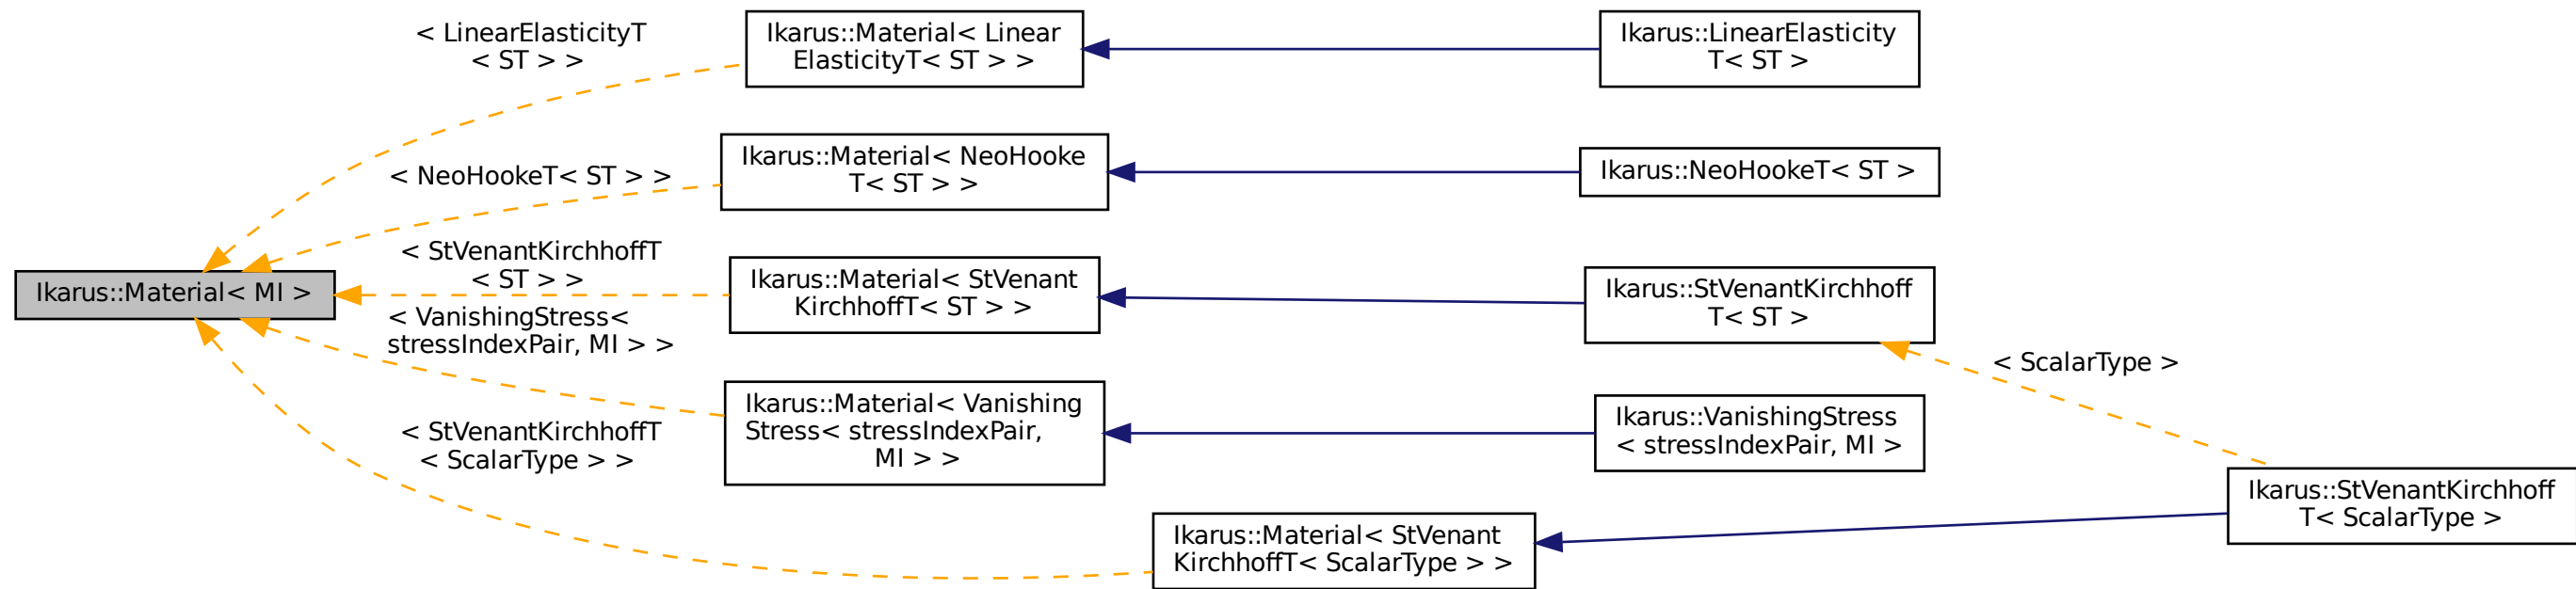 < LinearElasticityT
< ST > >
Ikarus::Material< Linear
ElasticityT< ST > >
Ikarus::LinearElasticity
T< ST >
< NeoHookeT< ST > >
Ikarus::Material< NeoHooke
T< ST > >
Ikarus::NeoHookeT< ST >
Ikarus::Material< MI >
< StVenantKirchhoffT
< ST > >
Ikarus::Material< StVenant
KirchhoffT< ST > >
Ikarus::StVenantKirchhoff
T< ST >
< VanishingStress<
stressIndexPair, MI > >
Ikarus::Material< Vanishing
Stress< stressIndexPair,
MI > >
Ikarus::VanishingStress
< stressIndexPair, MI >
< ScalarType >
< StVenantKirchhoffT
< ScalarType > >
Ikarus::Material< StVenant
KirchhoffT< ScalarType > >
Ikarus::StVenantKirchhoff
T< ScalarType >